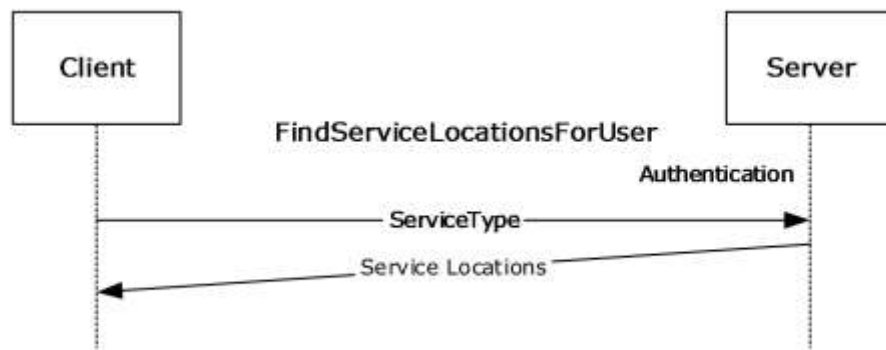 Client
Server
FindServiceLocationsForUser
Authentication
ServiceType
Service Locations